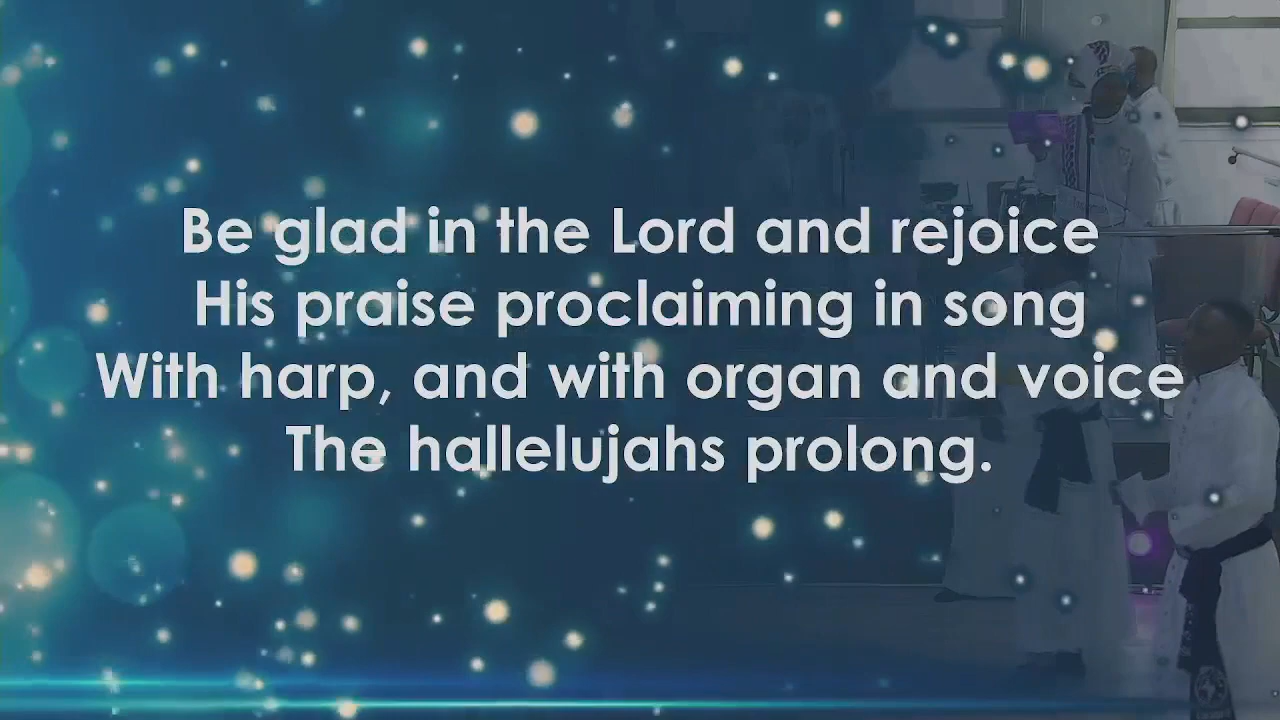 Be glad in the Lord and rejoice
His praise proclaiming in song
With harp, and with organ and voice
The hallelujahs prolong.